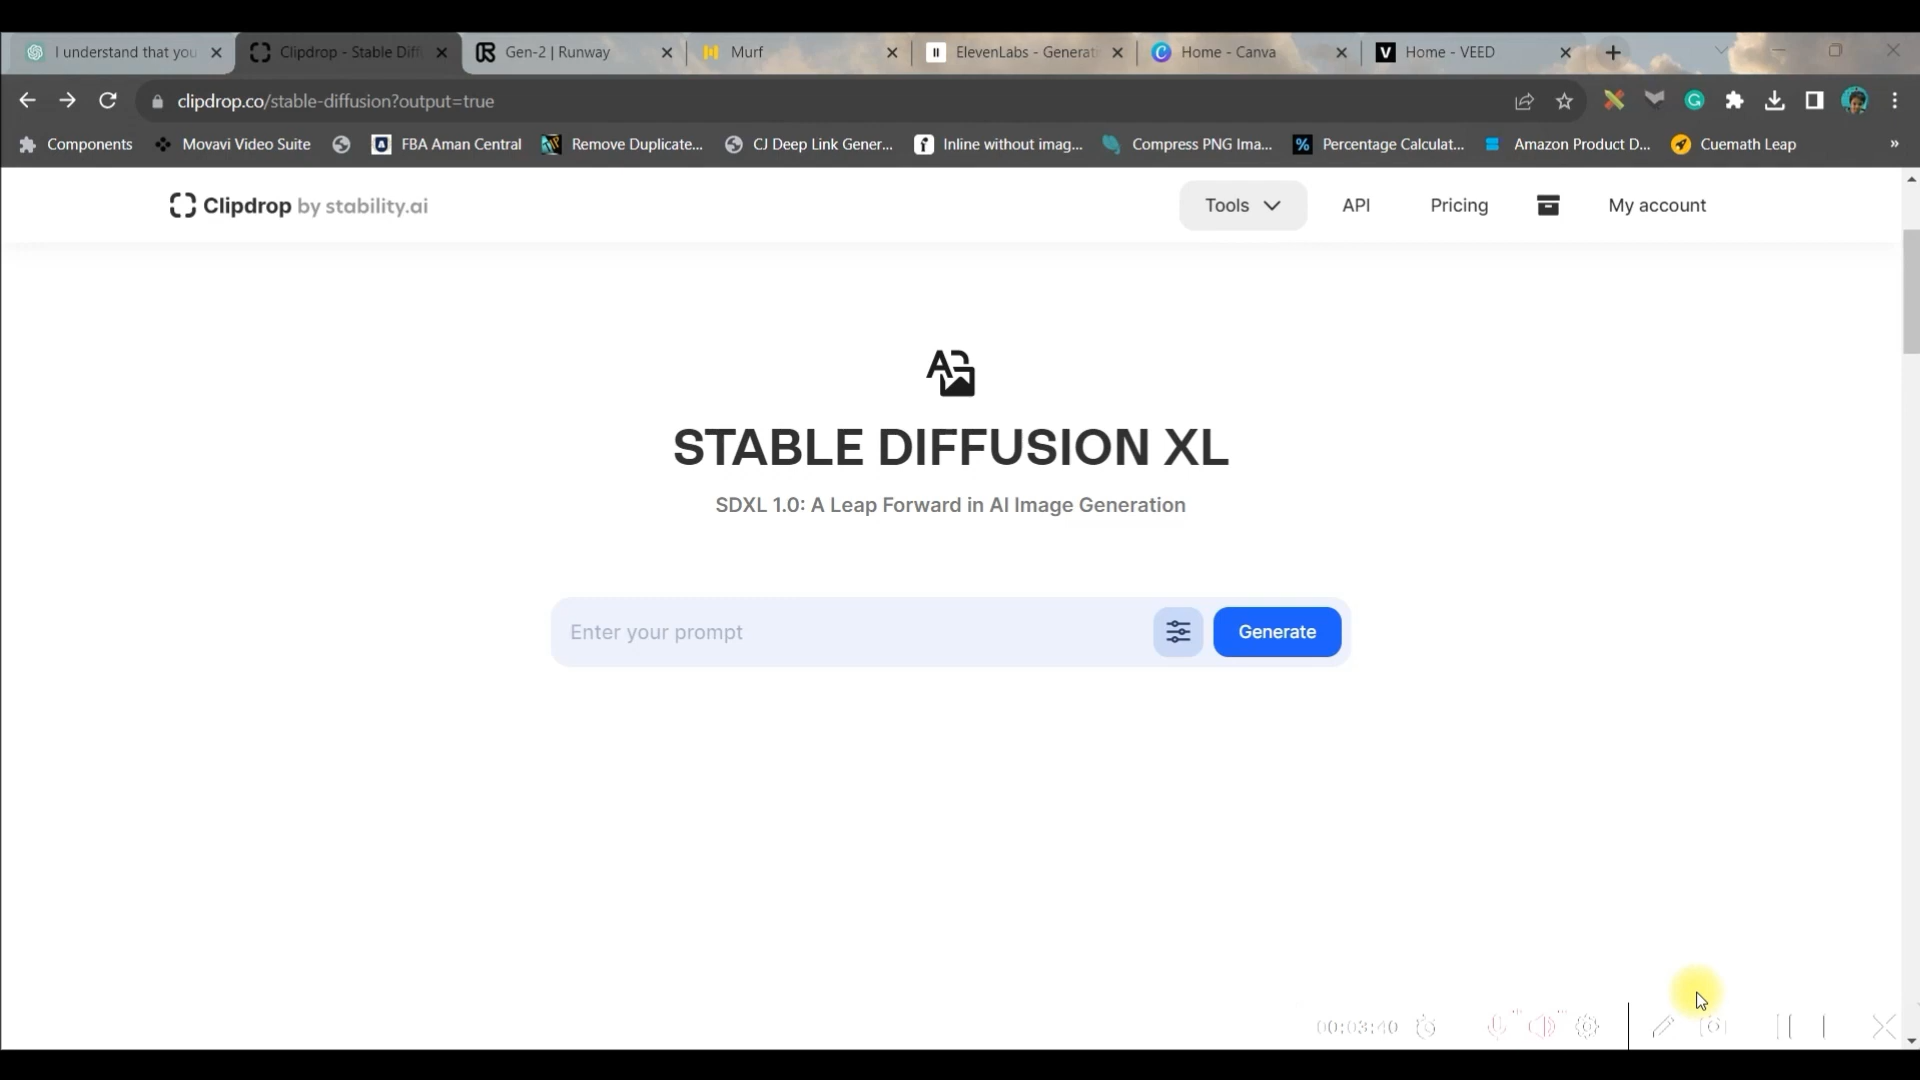 I understand that you
Clipdrop - Stable Diff
Gen-2 | Runway
Murf
ElevenLabs - Generat
Home - Canva
Home - VEED
clipdrop.co/stable-diffusion?output=true
Components
Movavi Video Suite
FBA Aman Central
Remove Duplicate...
CJ Deep Link Gener...
Inline without imag...
Compress PNG Ima...
Percentage Calculat...
Amazon Product D...
Cuemath Leap
Clipdrop by stability.ai
Tools
API
Pricing
My account
STABLE DIFFUSION XL
SDXL 1.0: A Leap Forward in AI Image Generation
Enter your prompt
Generate
00:03:40